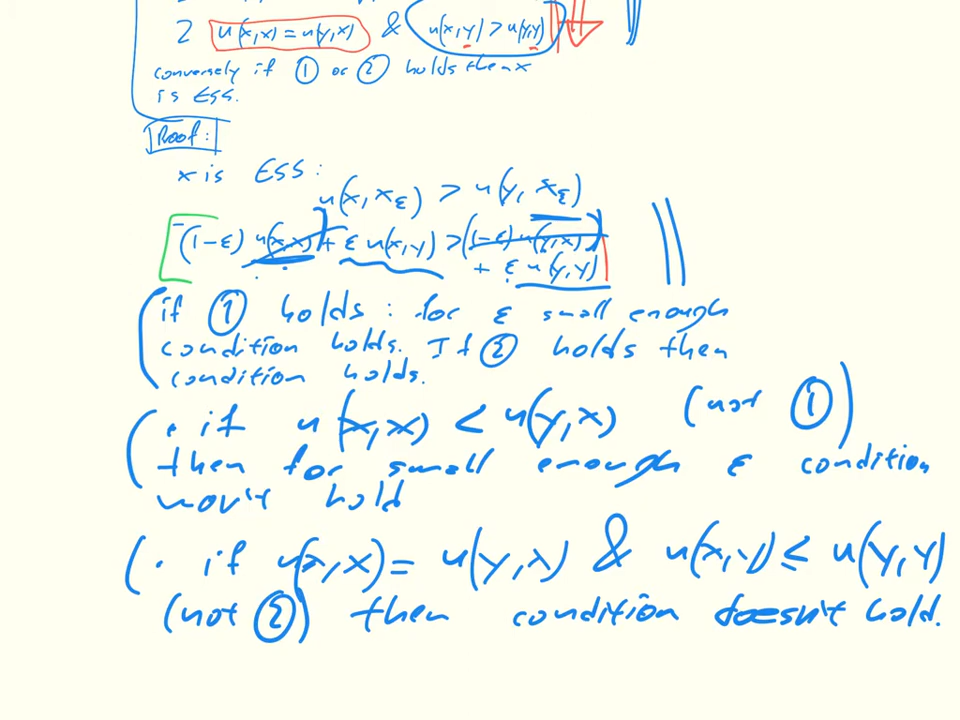 2 u(x,x) = u(y,x) & u(x,y) > u(y,y)
conversely if ① or ② holds then x
is ESS.
Proof:
x is ESS:
u(x, xε) > u(y, xε)
(1-ε) u(x,x) + ε u(x,y) > (1-ε) u(y,x)
+ ε u(y,y)
if ① holds: for ε small enough
condition holds. If ② holds then
condition holds.
• if u(x,x) < u(y,x) (not ①)
then for small enough ε condition
won't hold
• if u(x,x) = u(y,x) & u(x,y) ≤ u(y,y)
(not ②) then condition doesn't hold.